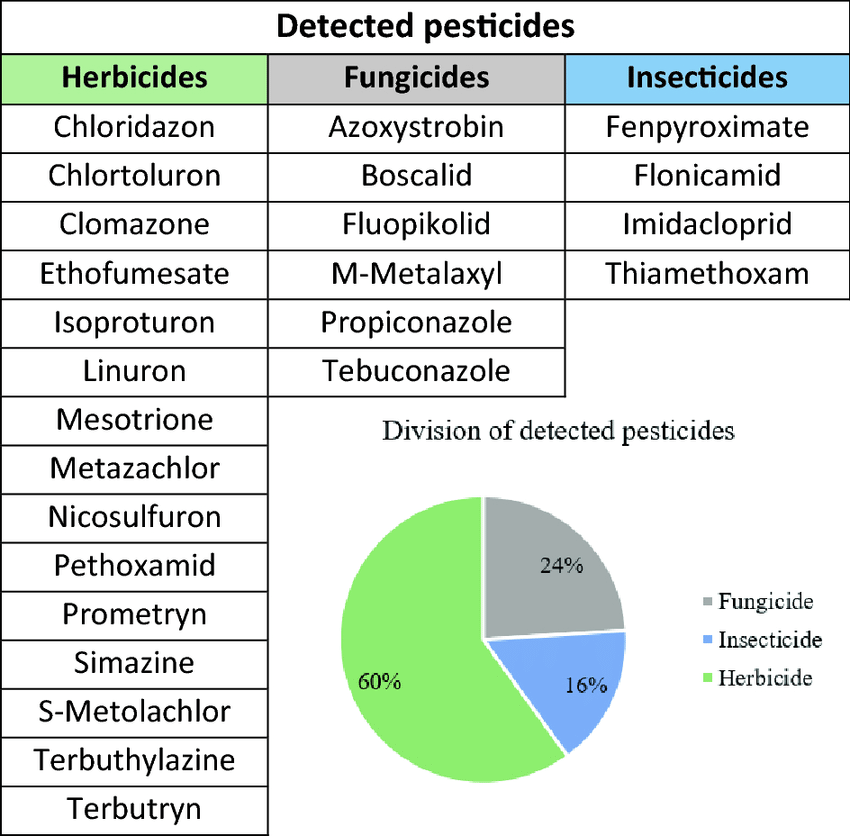 Detected pesticides
Herbicides Fungicides Insecticides
Chloridazon Azoxystrobin Fenpyroximate
Chlortoluron Boscalid Flonicamid
Clomazone Fluopikolid Imidacloprid
Ethofumesate M-Metalaxyl Thiamethoxam
Isoproturon Propiconazole
Linuron Tebuconazole
Mesotrione
Metazachlor
Nicosulfuron
Pethoxamid
Prometryn
Simazine
S-Metolachlor
Terbuthylazine
Terbutryn
Division of detected pesticides
24%
16%
60%
Fungicide
Insecticide
Herbicide